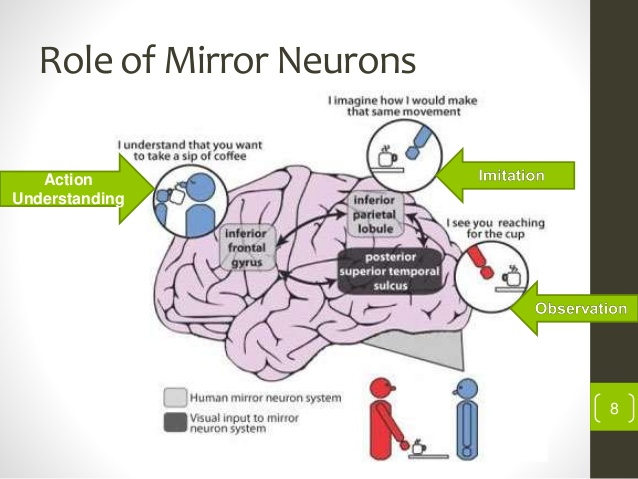 Role of Mirror Neurons
I imagine how I would make
that same movement
I understand that you want
to take a sip of coffee
Action
Understanding
Imitation
inferior
parietal
lobule
I see you reaching
for the cup
inferior
frontal
gyrus
posterior
superior temporal
sulcus
Observation
Human mirror neuron system
Visual input to mirror
neuron system
8